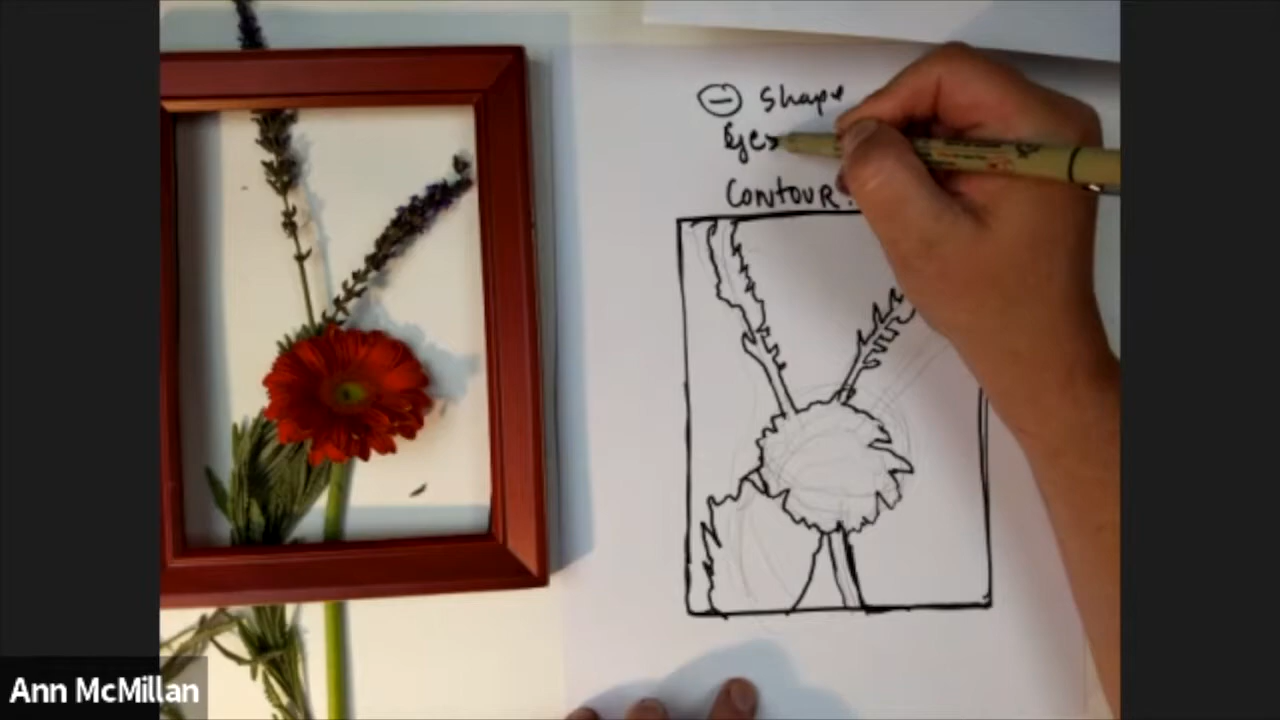 ⊖ Shape
Eyes
Contour.
Ann McMillan